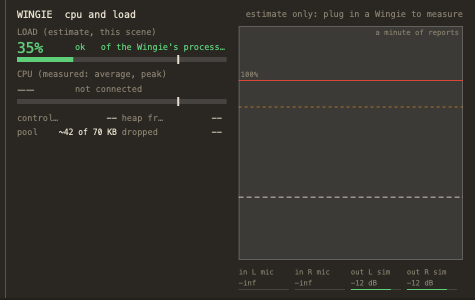 WINGIE cpu and load
estimate only: plug in a Wingie to measure
LOAD (estimate, this scene)
35% ok of the Wingie's process…
CPU (measured: average, peak)
—— not connected
control… —— heap fr… ——
pool ~42 of 70 KB dropped ——
a minute of reports
100%
in L mic in R mic out L sim out R sim
-inf -inf -12 dB -12 dB